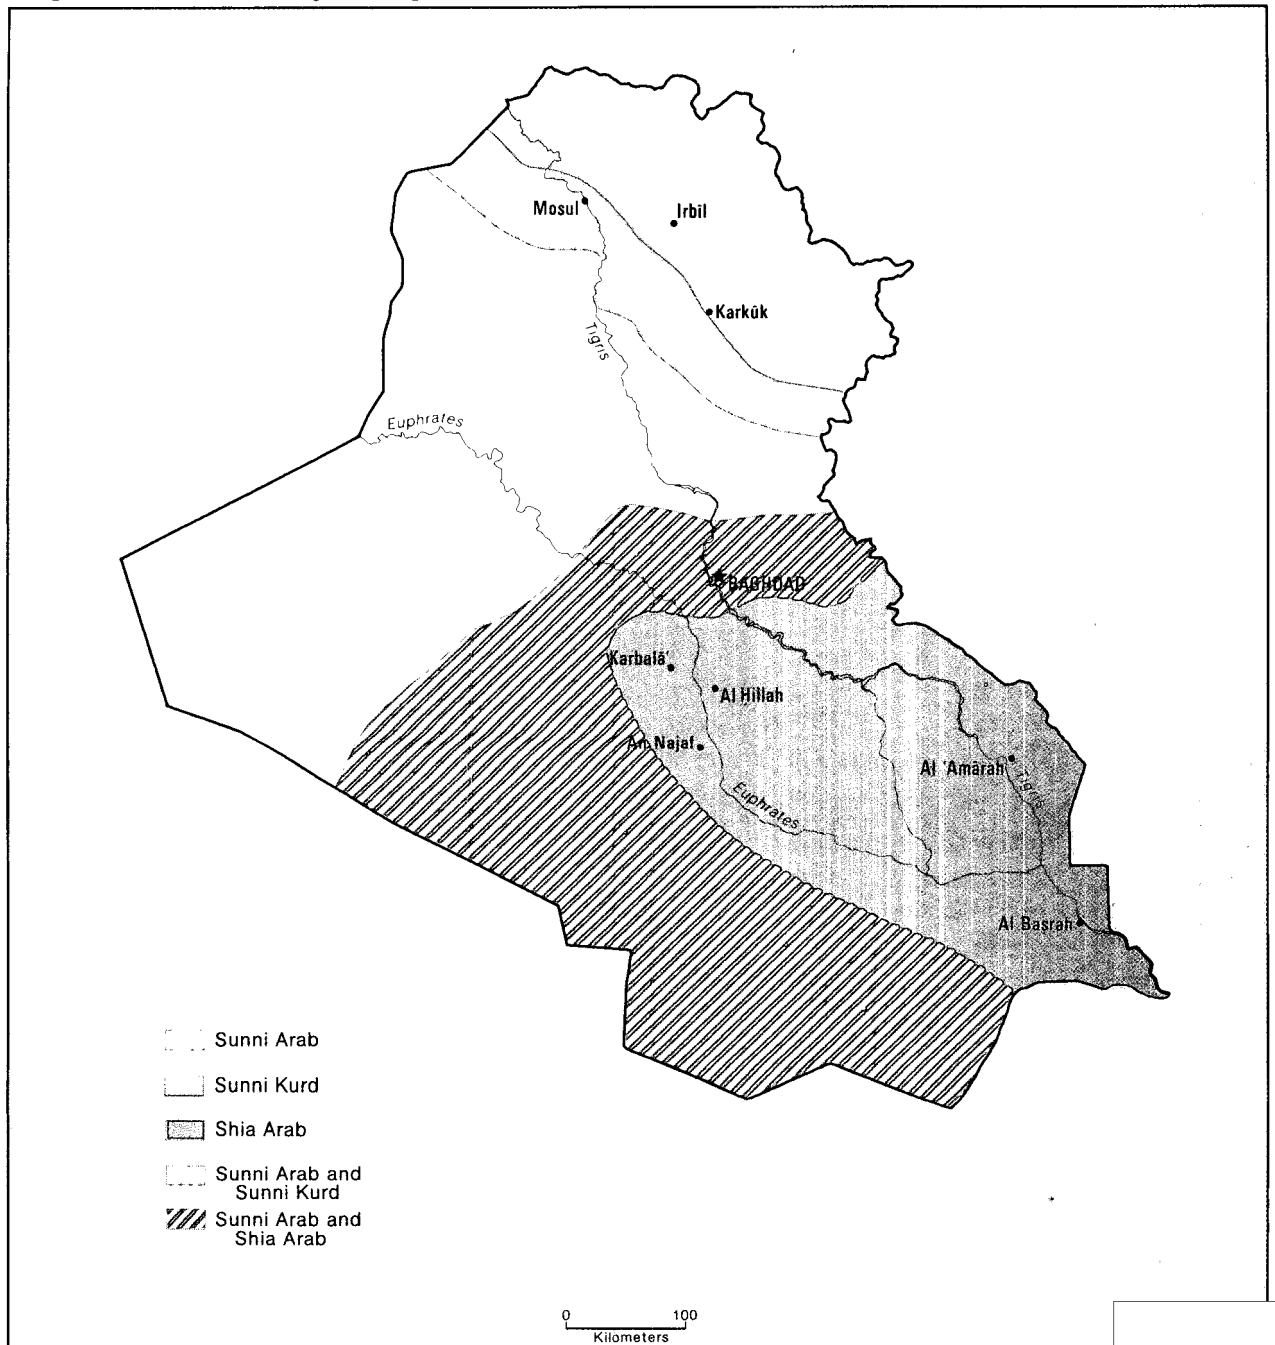 Mosul
Irbīl
Karkūk
Tigris
Euphrates
BAGHDAD
Karbalā'
Al Hillah
An Najaf
Al 'Amārah
Tigris
Euphrates
Al Basrah
Sunni Arab
Sunni Kurd
Shia Arab
Sunni Arab and
Sunni Kurd
Sunni Arab and
Shia Arab
0 100
Kilometers